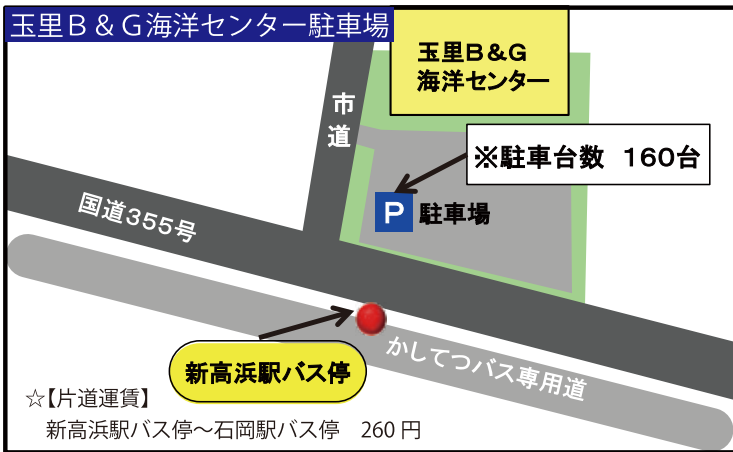 玉里B&G海洋センター駐車場
玉里B&G
海洋センター
市道
※駐車台数 160台
P 駐車場
国道355号
かしてつバス専用道
新高浜駅バス停
☆【片道運賃】
新高浜駅バス停～石岡駅バス停 260円